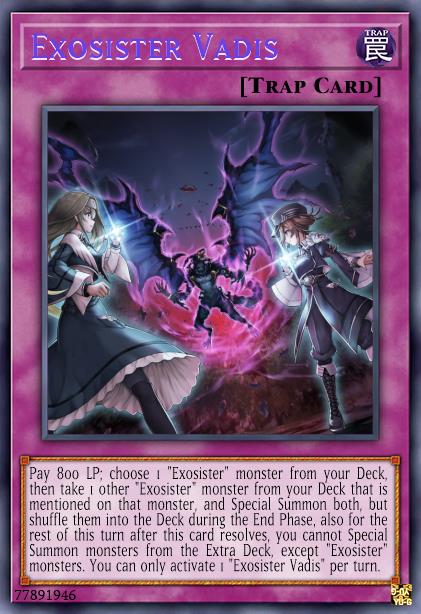 Exosister Vadis
TRAP
罠
[Trap Card]
Pay 800 LP; choose 1 "Exosister" monster from your Deck,
then take 1 other "Exosister" monster from your Deck that is
mentioned on that monster, and Special Summon both, but
shuffle them into the Deck during the End Phase, also for the
rest of this turn after this card resolves, you cannot Special
Summon monsters from the Extra Deck, except "Exosister"
monsters. You can only activate 1 "Exosister Vadis" per turn.
77891946